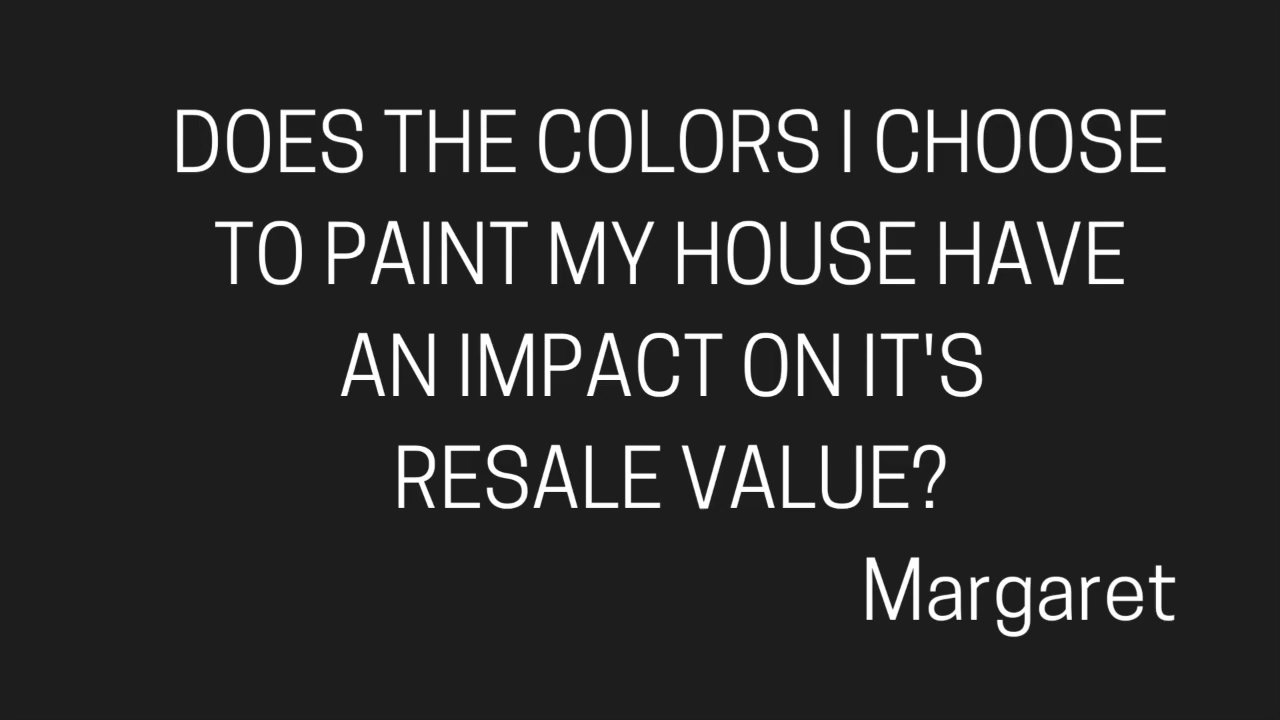 DOES THE COLORS I CHOOSE
TO PAINT MY HOUSE HAVE
AN IMPACT ON IT'S
RESALE VALUE?
Margaret